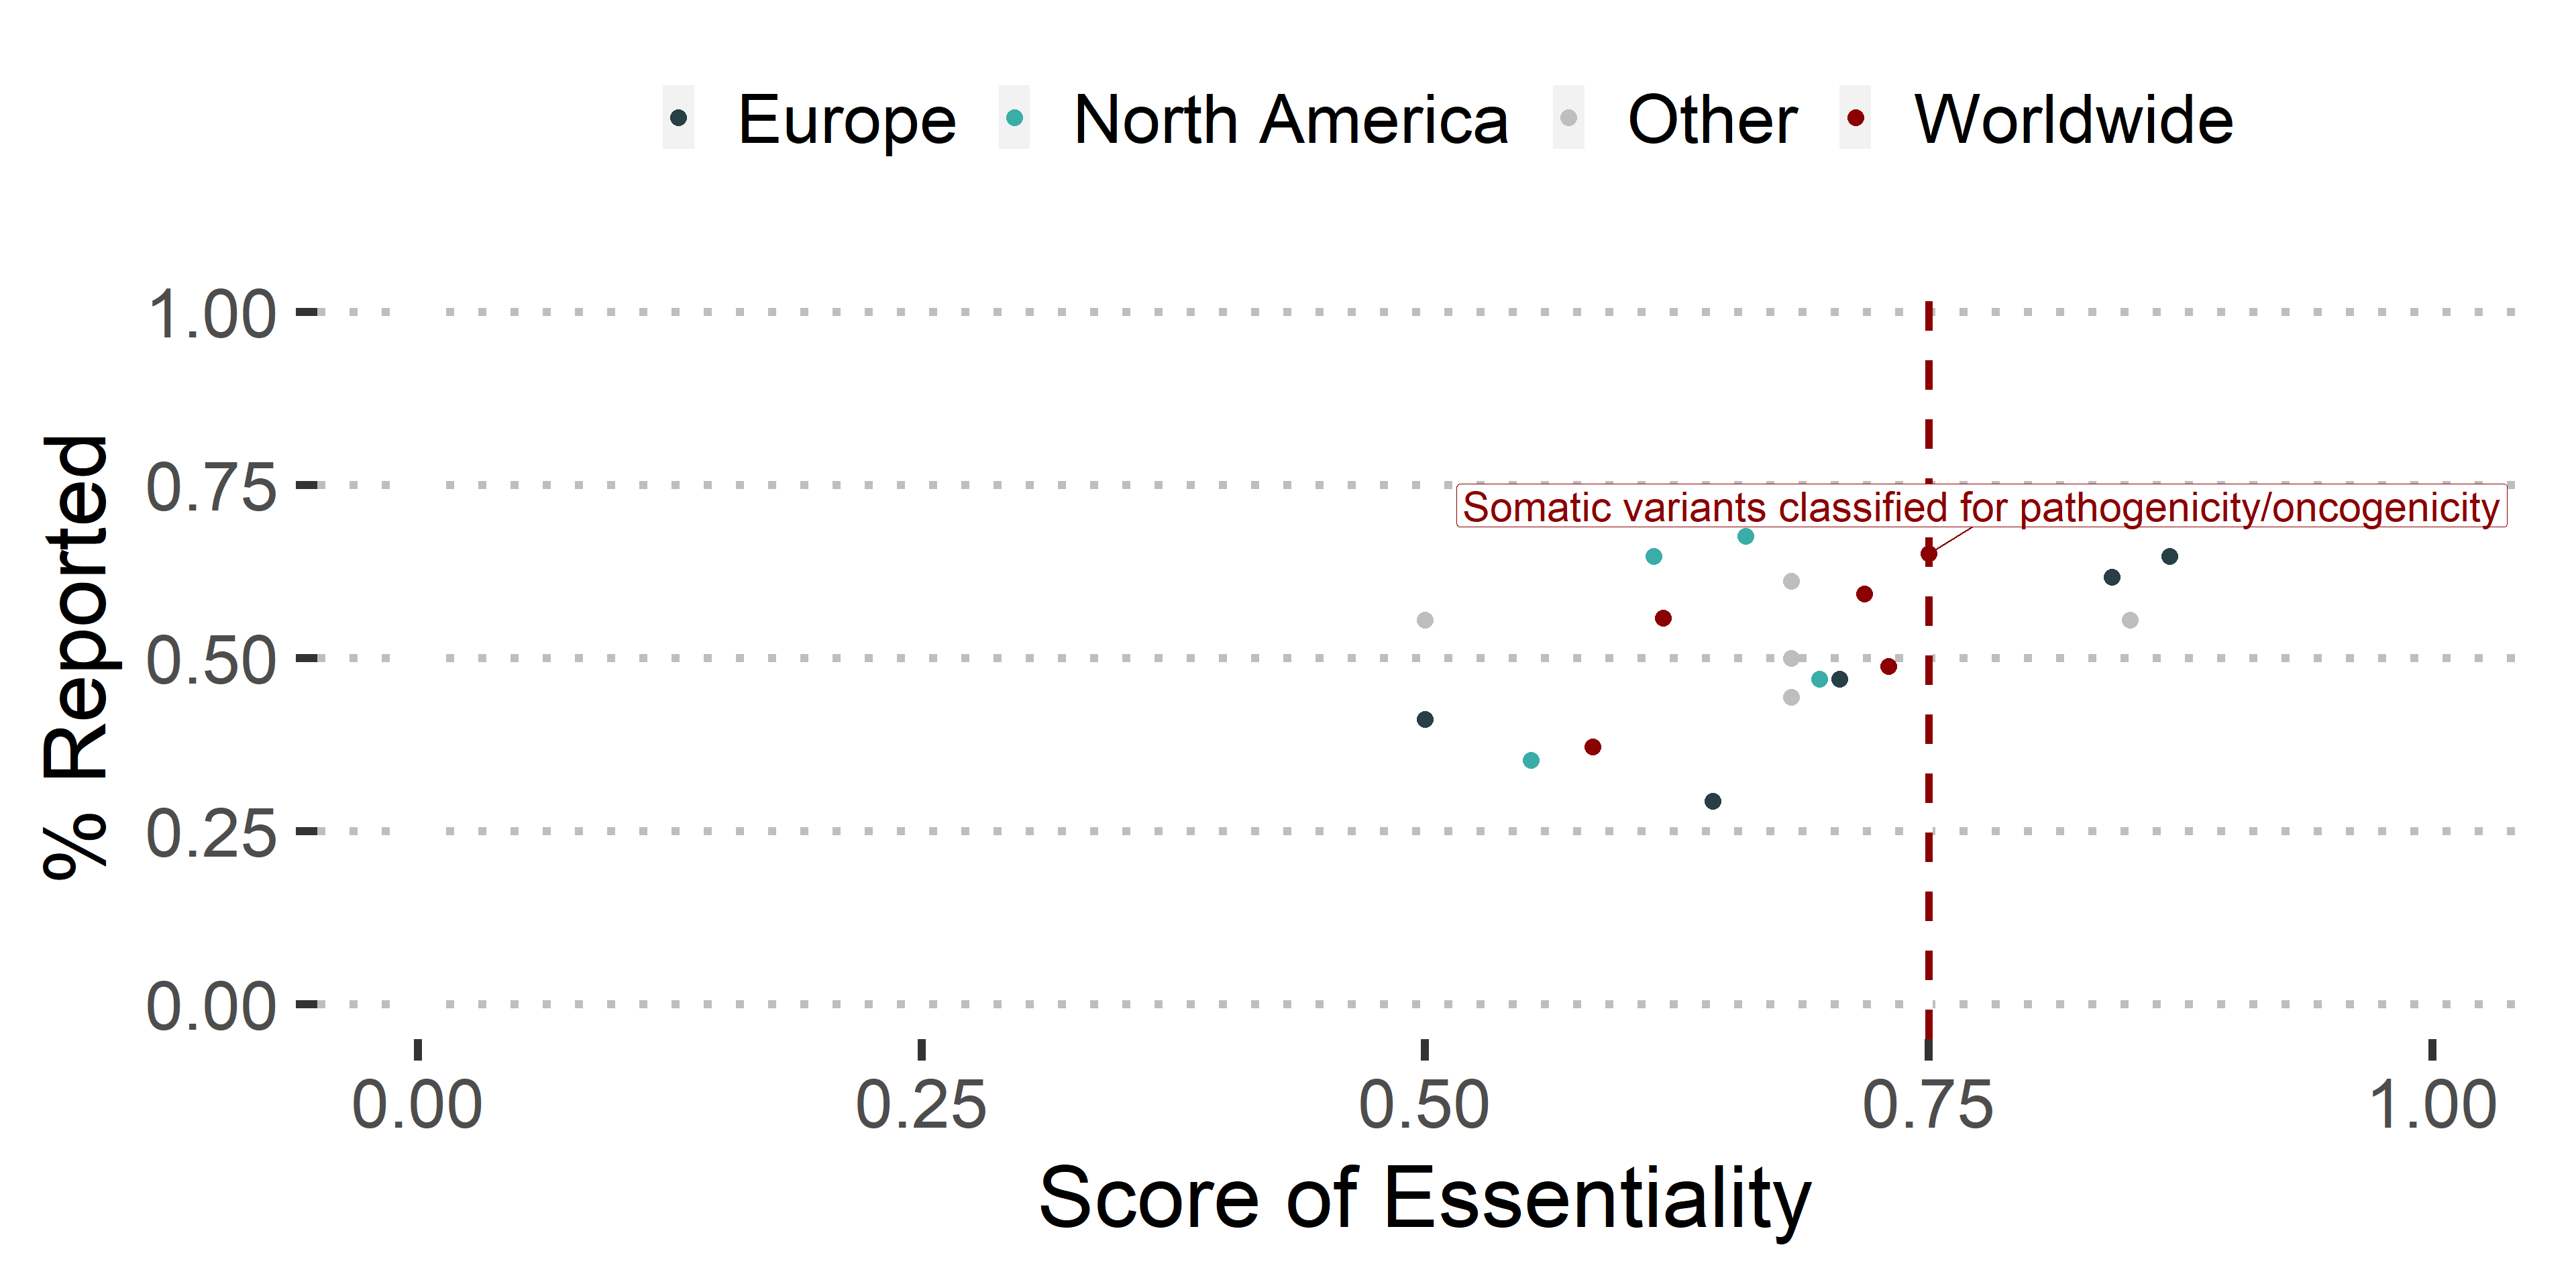 Europe North America Other Worldwide
1.00
0.75
Somatic variants classified for pathogenicity/oncogenicity
0.50
0.25
0.00
% Reported
0.00 0.25 0.50 0.75 1.00
Score of Essentiality